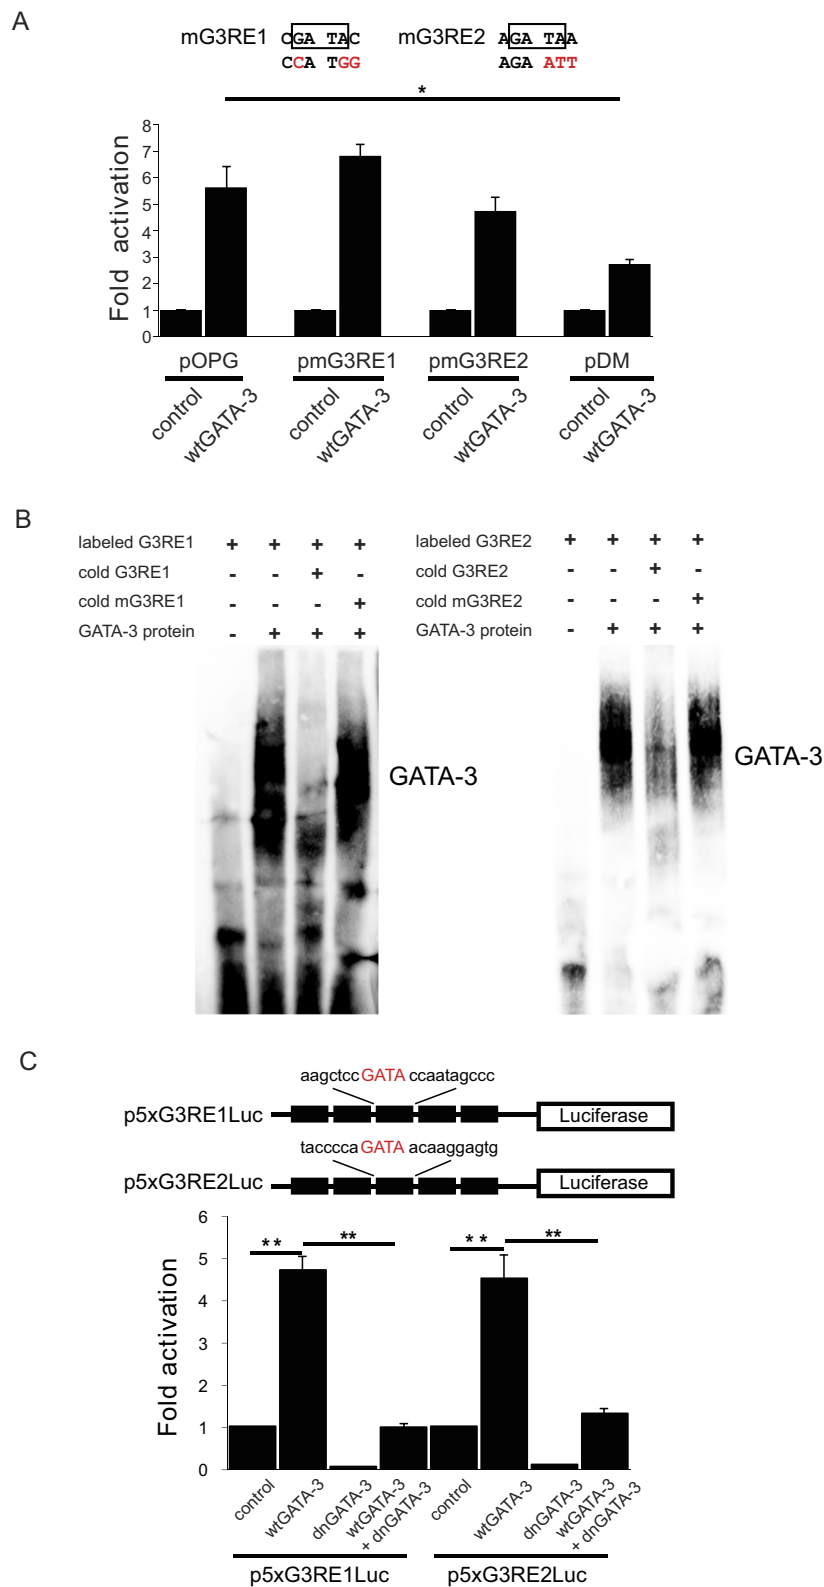 A
mG3RE1 CGA TAC mG3RE2 AGA TAA
CCA TGG AGA ATT
*
Fold activation
8
7
6
5
4
3
2
1
0
pOPG pmG3RE1 pmG3RE2 pDM
control wtGATA-3 control wtGATA-3 control wtGATA-3 control wtGATA-3
B
labeled G3RE1 + + + + labeled G3RE2 + + + +
cold G3RE1 - - + - cold G3RE2 - - + -
cold mG3RE1 - - - + cold mG3RE2 - - - +
GATA-3 protein - + + + GATA-3 protein - + + +
GATA-3 GATA-3
C
aagctccGATA ccaatagccc
p5xG3RE1Luc Luciferase
taccccaGATA acaaggagtg
p5xG3RE2Luc Luciferase
** ** ** **
Fold activation
6
5
4
3
2
1
0
control wtGATA-3 dnGATA-3 wtGATA-3 + dnGATA-3 control wtGATA-3 dnGATA-3 wtGATA-3 + dnGATA-3
p5xG3RE1Luc p5xG3RE2Luc